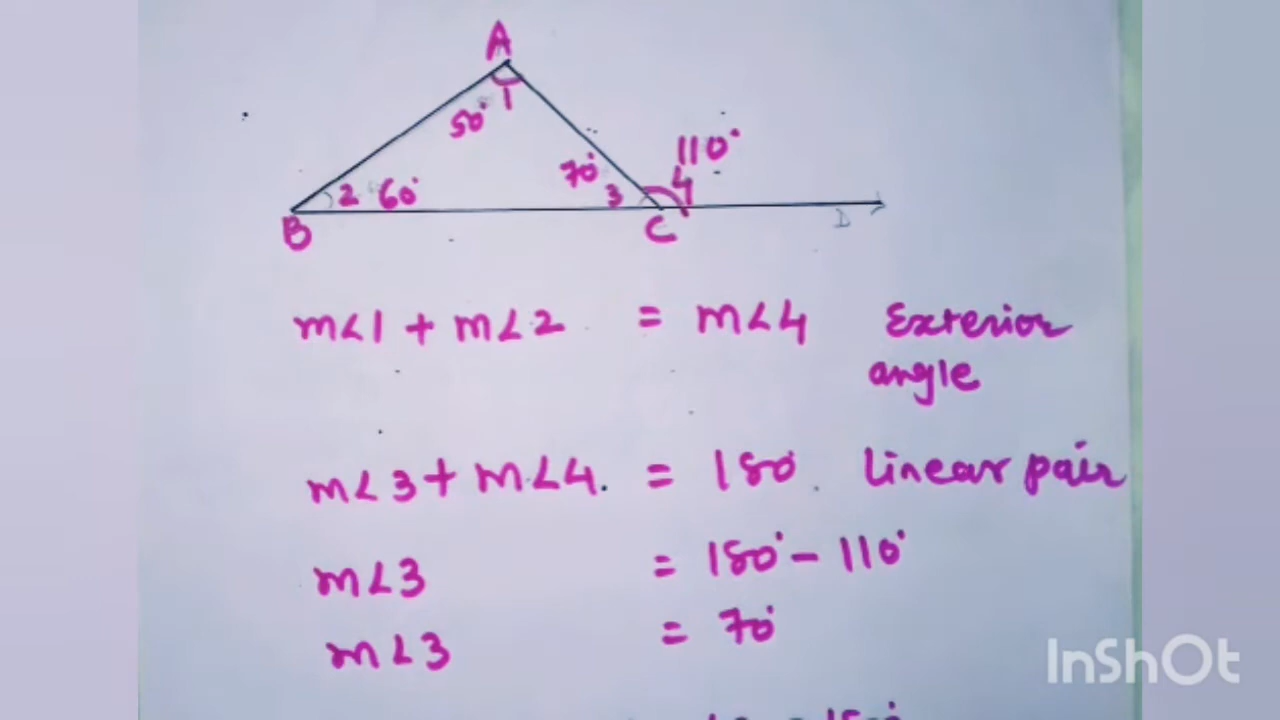 A
50° 1
110°
70°
4
2 60°
3
B
C
D
m∠1 + m∠2 = m∠4 Exterior
angle
m∠3 + m∠4. = 180 Linear pair
m∠3 = 180° - 110°
m∠3 = 70°
InShOt